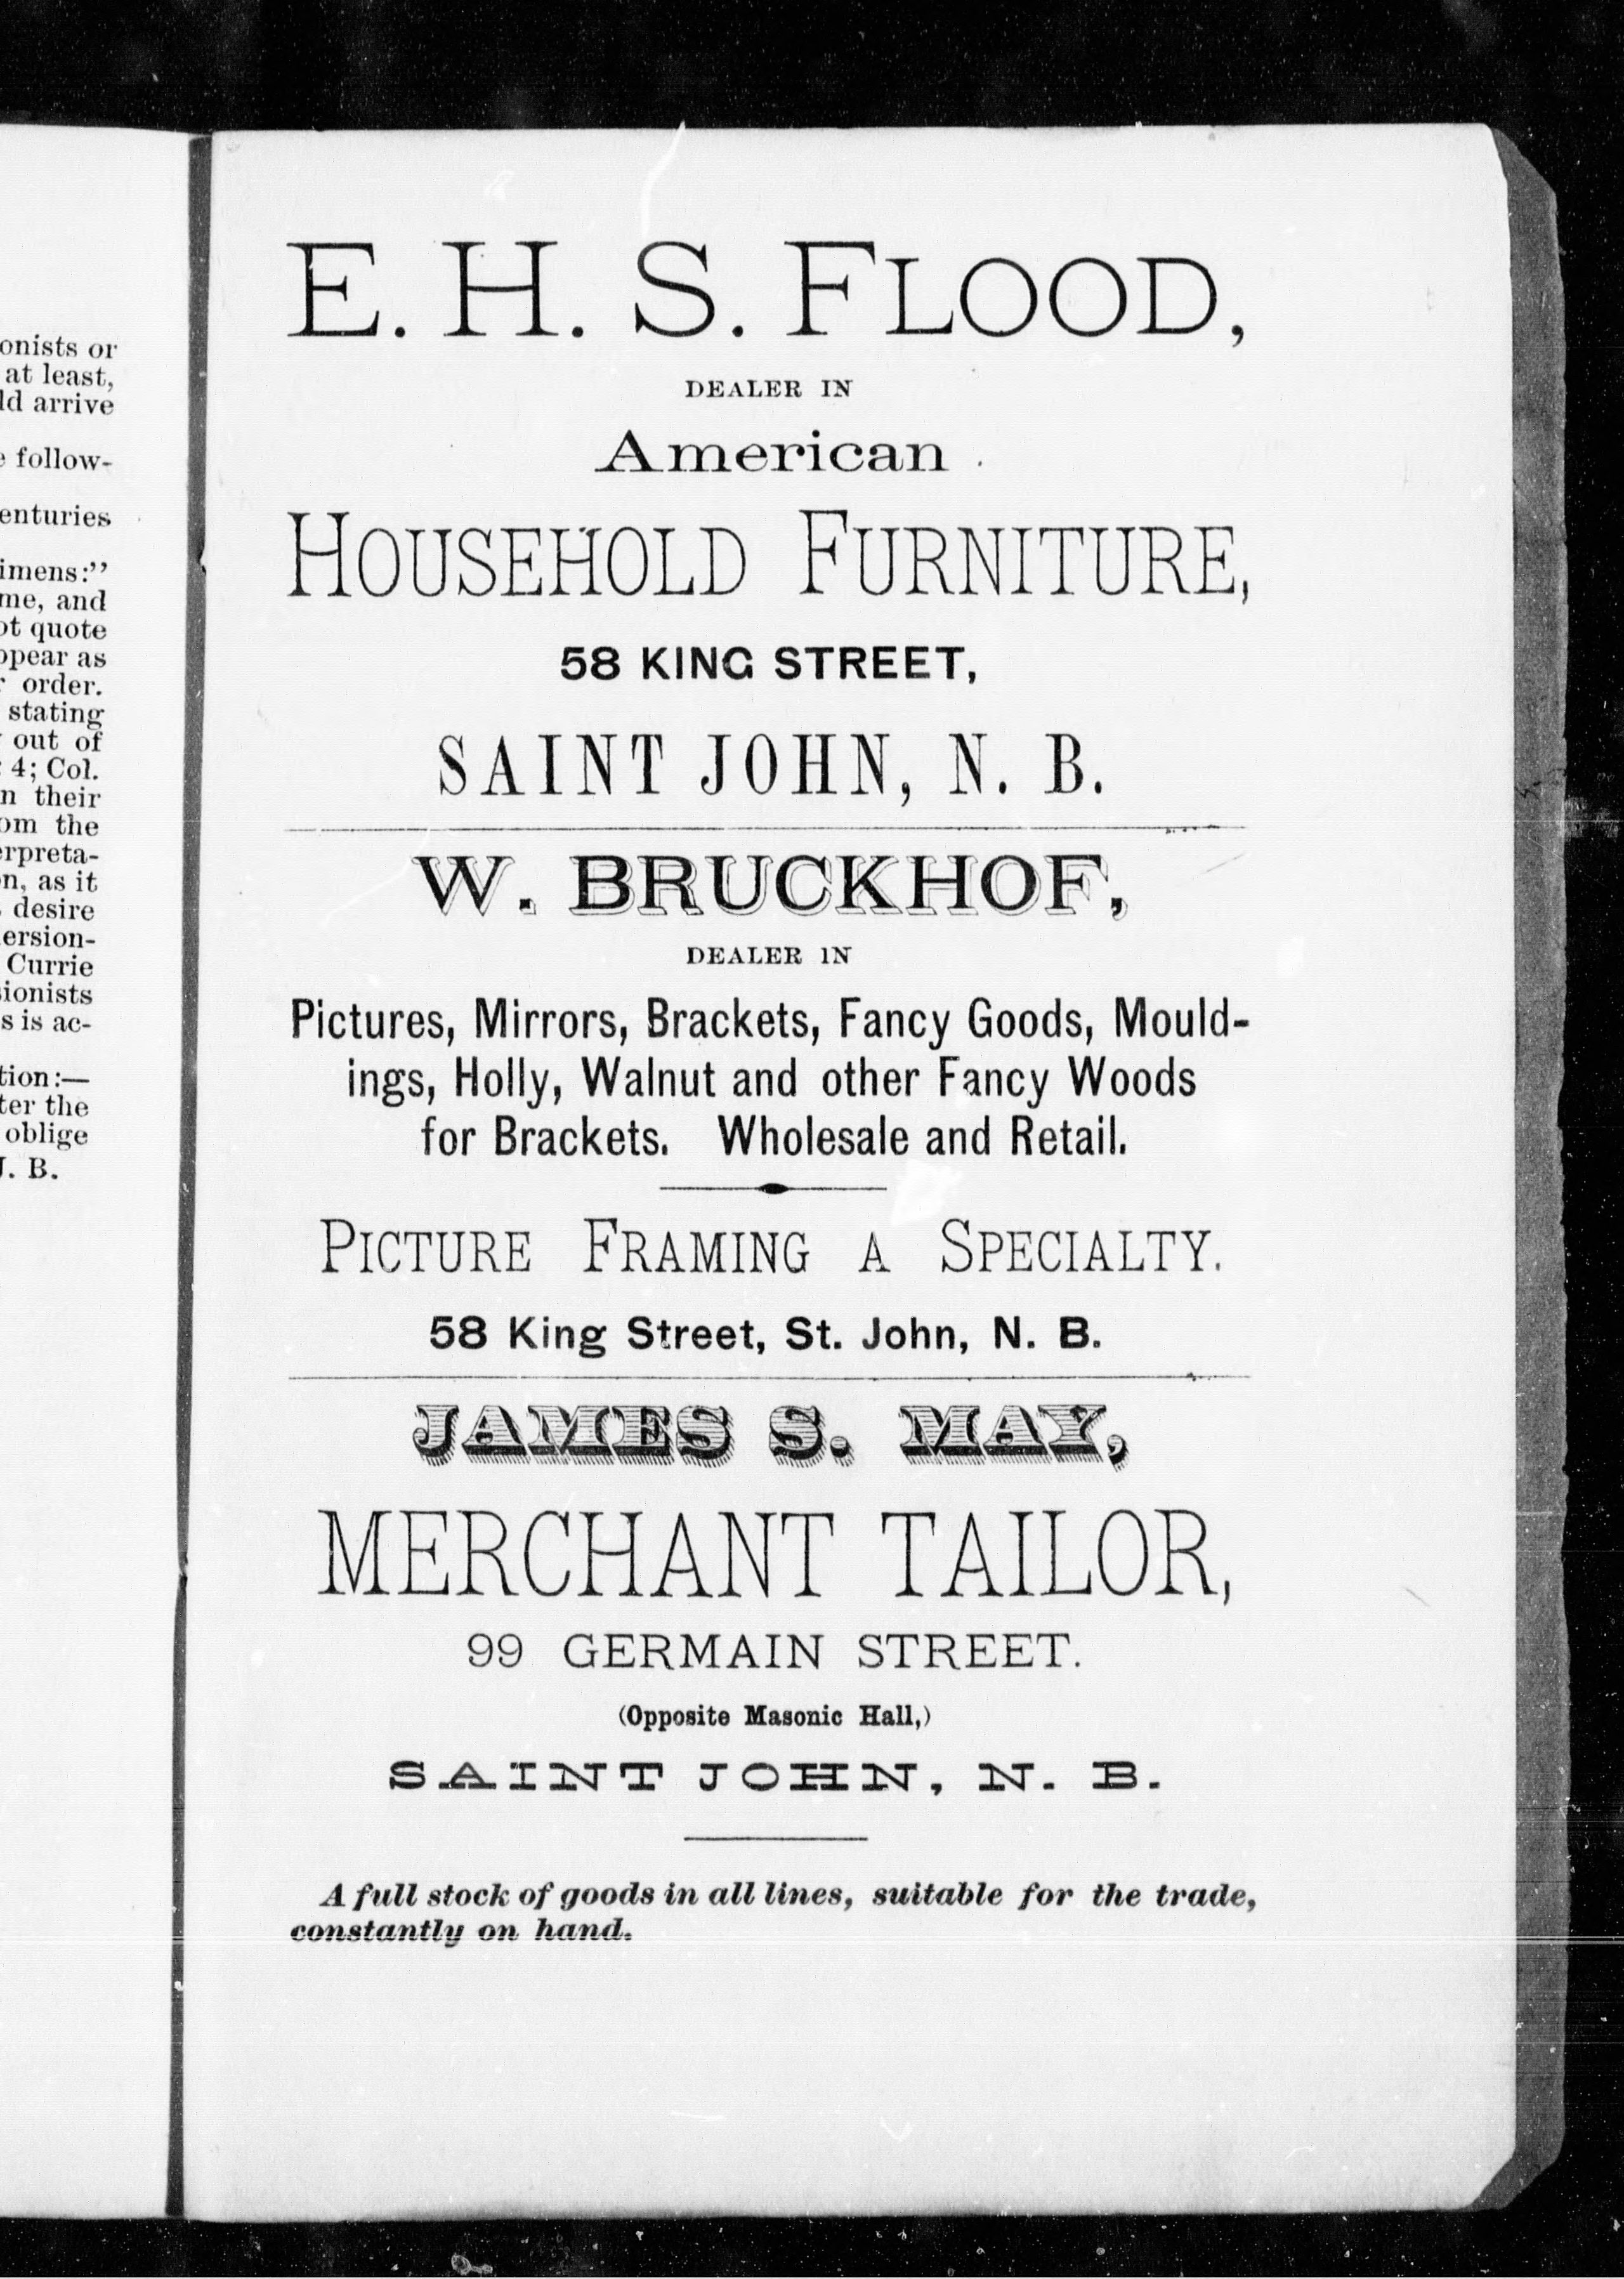 onists or
at least,
ld arrive
follow-
enturies
imens:”
me, and
ot quote
ppear as
order.
stating
out of
4; Col.
n their
om the
erpreta-
n, as it
desire
ersion-
Currie
sionists
s is ac-
tion:—
ter the
oblige
J. B.
E. H. S. FLOOD,
DEALER IN
American
HOUSEHOLD FURNITURE,
58 KING STREET,
SAINT JOHN, N. B.
W. BRUCKHOF,
DEALER IN
Pictures, Mirrors, Brackets, Fancy Goods, Mould-
ings, Holly, Walnut and other Fancy Woods
for Brackets. Wholesale and Retail.
PICTURE FRAMING A SPECIALTY.
58 King Street, St. John, N. B.
JAMES S. MAY,
MERCHANT TAILOR,
99 GERMAIN STREET.
(Opposite Masonic Hall,)
SAINT JOHN, N. B.
A full stock of goods in all lines, suitable for the trade,
constantly on hand.